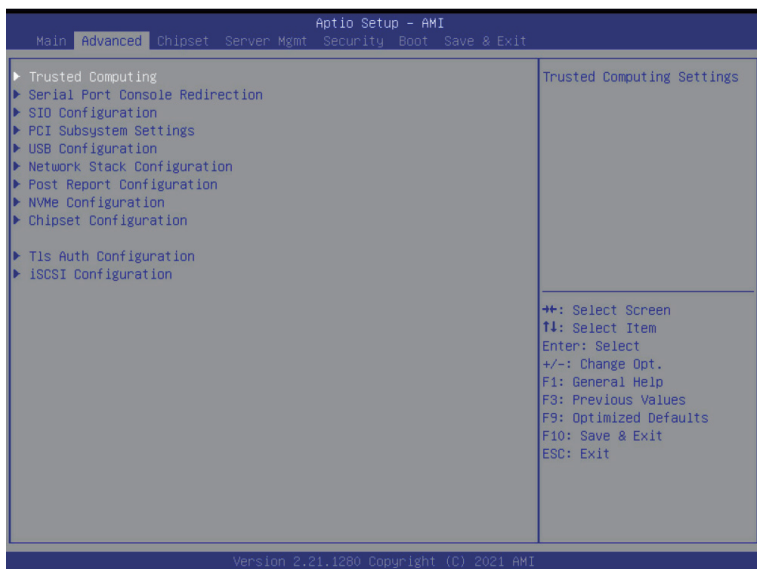 Aptio Setup - AMI
Main Advanced Chipset Server Mgmt Security Boot Save & Exit
Trusted Computing
Serial Port Console Redirection
SIO Configuration
PCI Subsystem Settings
USB Configuration
Network Stack Configuration
Post Report Configuration
NVMe Configuration
Chipset Configuration
Tls Auth Configuration
iSCSI Configuration
Trusted Computing Settings
→←: Select Screen
↑↓: Select Item
Enter: Select
+/-: Change Opt.
F1: General Help
F3: Previous Values
F9: Optimized Defaults
F10: Save & Exit
ESC: Exit
Version 2.21.1280 Copyright (C) 2021 AMI